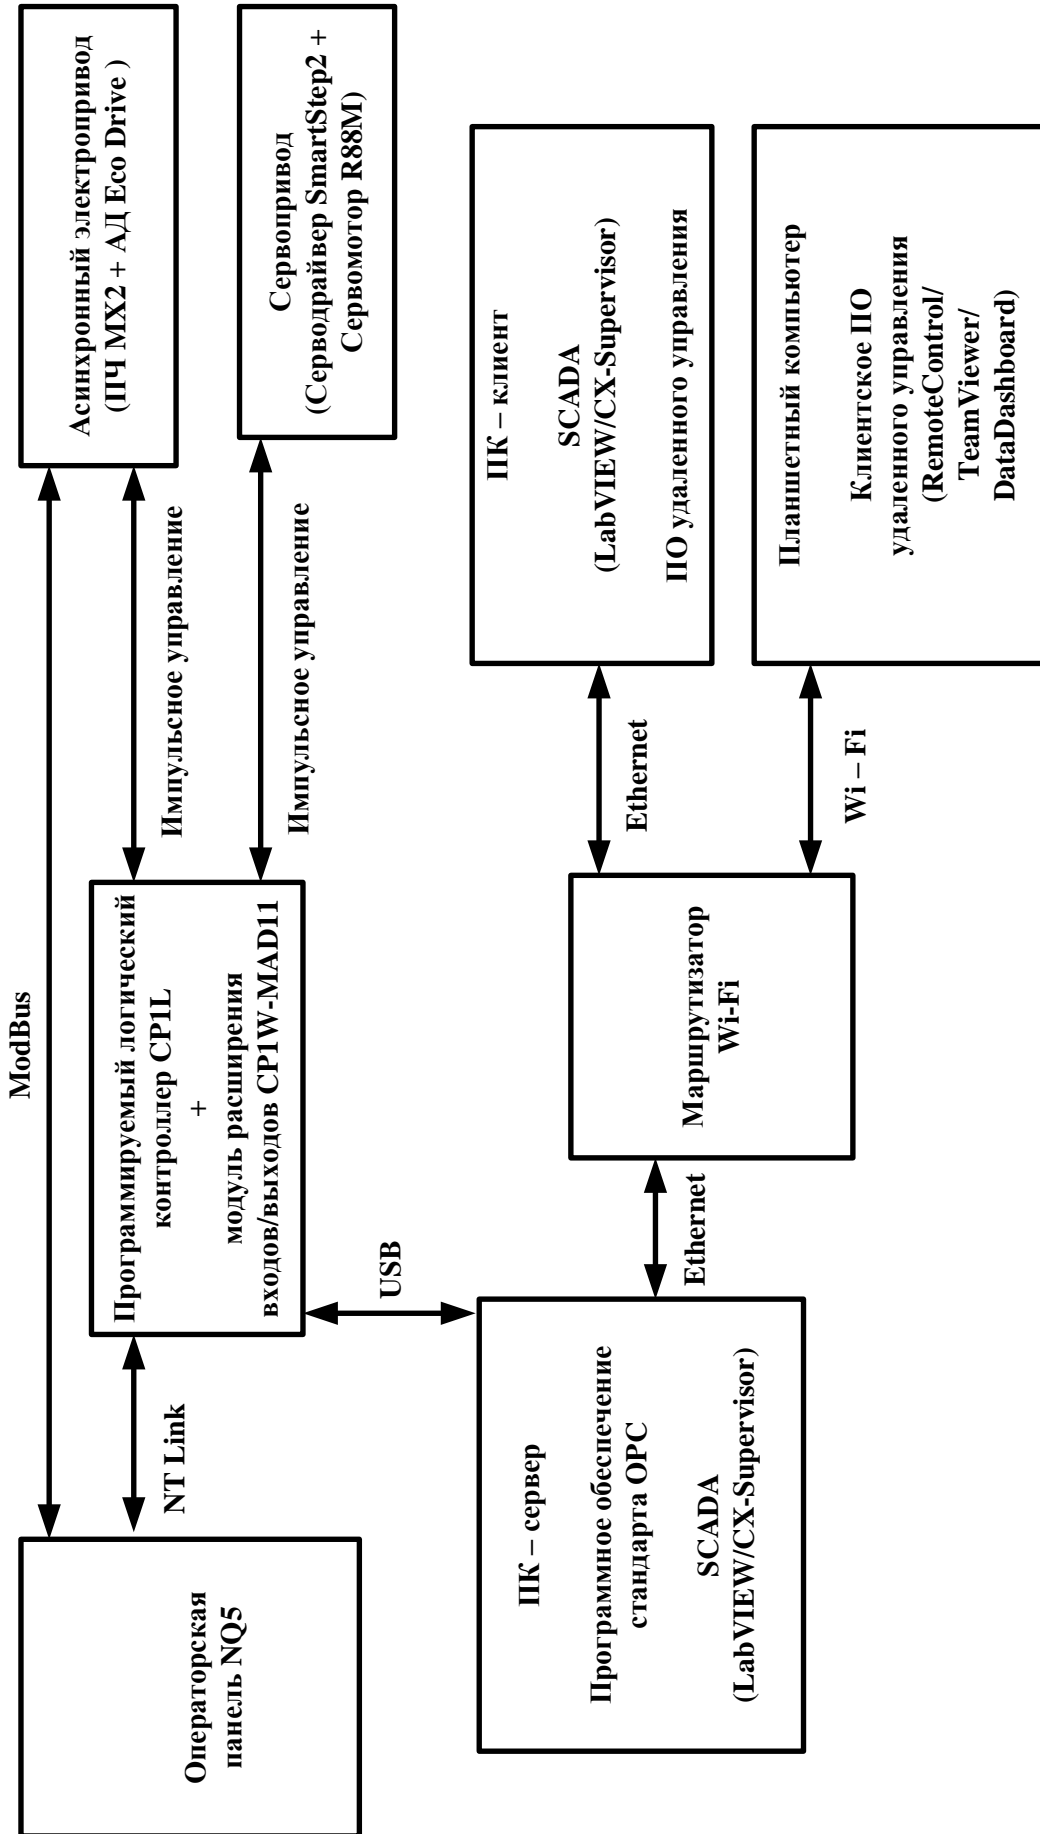 ModBus
Операторская
панель NQ5
NT Link
Программируемый логический
контроллер CP1L
+
модуль расширения
входов/выходов CP1W-MAD11
Импульсное управление
Асинхронный электропривод
(ПЧ MX2 + АД Eco Drive )
Импульсное управление
Сервопривод
(Серводрайвер SmartStep2 +
Сервомотор R88M)
USB
ПК – сервер
Программное обеспечение
стандарта OPC
SCADA
(LabVIEW/CX-Supervisor)
Ethernet
Маршрутизатор
Wi-Fi
Ethernet
ПК – клиент
SCADA
(LabVIEW/CX-Supervisor)
ПО удаленного управления
Wi – Fi
Планшетный компьютер
Клиентское ПО
удаленного управления
(RemoteControl/
TeamViewer/
DataDashboard)